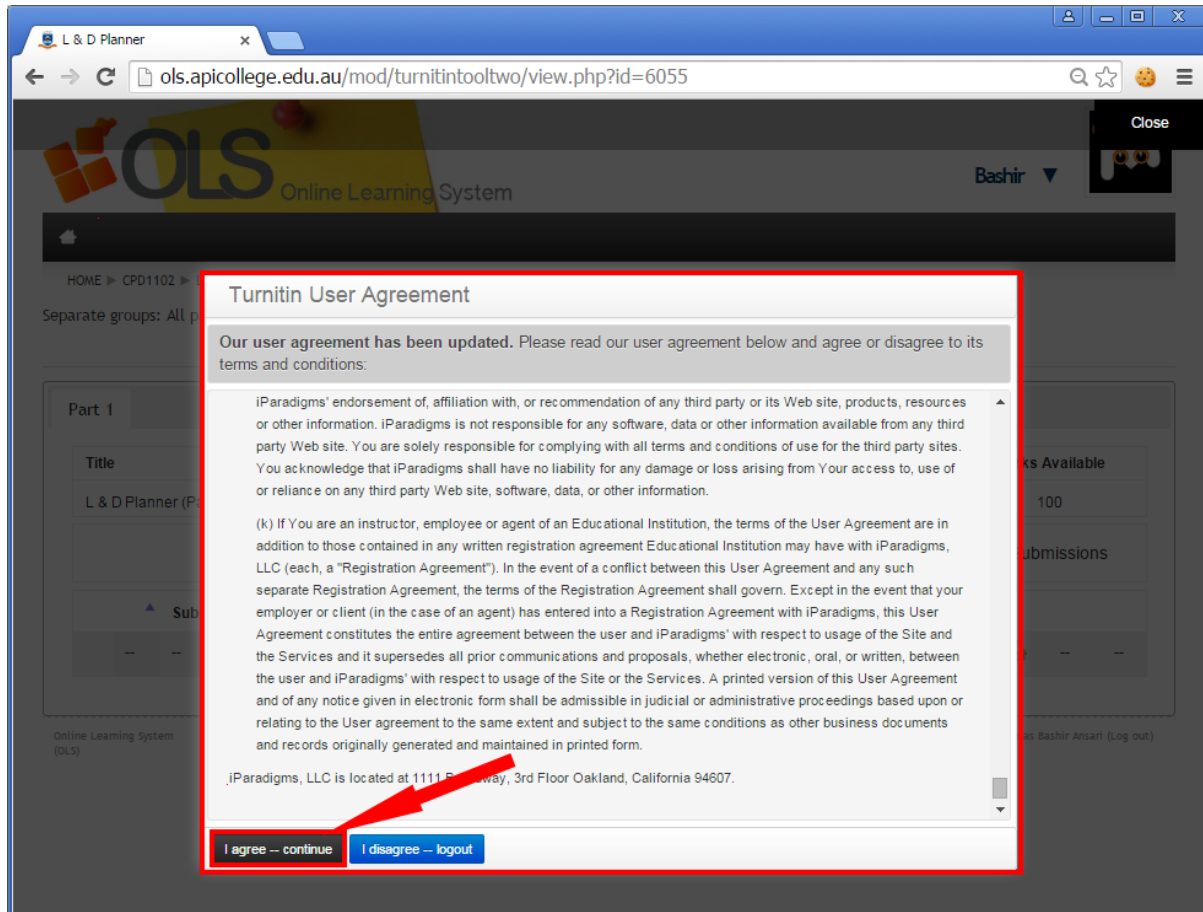 L & D Planner
ols.apicollege.edu.au/mod/turnitintooltwo/view.php?id=6055
Close
OLS Online Learning System
Bashir ▼
HOME ► CPD1102 ►
Separate groups: All
Turnitin User Agreement
Our user agreement has been updated. Please read our user agreement below and agree or disagree to its
terms and conditions:
iParadigms' endorsement of, affiliation with, or recommendation of any third party or its Web site, products, resources
or other information. iParadigms is not responsible for any software, data or other information available from any third
party Web site. You are solely responsible for complying with all terms and conditions of use for the third party sites.
You acknowledge that iParadigms shall have no liability for any damage or loss arising from Your access to, use of
or reliance on any third party Web site, software, data, or other information.
(k) If You are an instructor, employee or agent of an Educational Institution, the terms of the User Agreement are in
addition to those contained in any written registration agreement Educational Institution may have with iParadigms,
LLC (each, a "Registration Agreement"). In the event of a conflict between this User Agreement and any such
separate Registration Agreement, the terms of the Registration Agreement shall govern. Except in the event that your
employer or client (in the case of an agent) has entered into a Registration Agreement with iParadigms, this User
Agreement constitutes the entire agreement between the user and iParadigms' with respect to usage of the Site and
the Services and it supersedes all prior communications and proposals, whether electronic, oral, or written, between
the user and iParadigms' with respect to usage of the Site or the Services. A printed version of this User Agreement
and of any notice given in electronic form shall be admissible in judicial or administrative proceedings based upon or
relating to the User agreement to the same extent and subject to the same conditions as other business documents
and records originally generated and maintained in printed form.
iParadigms, LLC is located at 1111 3rd Floor Oakland, California 94607.
I agree -- continue I disagree -- logout
Part 1
Title Available
L & D Planner 100
-- -- -- --
Online Learning System as Bashir Ansari (Log out)
(OLS)